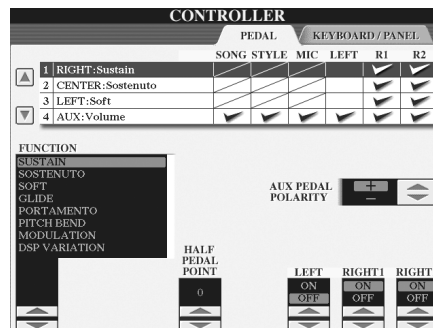 CONTROLLER
PEDAL KEYBOARD / PANEL
SONG STYLE MIC LEFT R1 R2
1 RIGHT:Sustain
2 CENTER:Sostenuto
3 LEFT:Soft
4 AUX:Volume
FUNCTION
SUSTAIN
SOSTENUTO
SOFT
GLIDE
PORTAMENTO
PITCH BEND
MODULATION
DSP VARIATION
AUX PEDAL
POLARITY
+
−
HALF
PEDAL
POINT
0
LEFT RIGHT1 RIGHT
ON ON ON
OFF OFF OFF